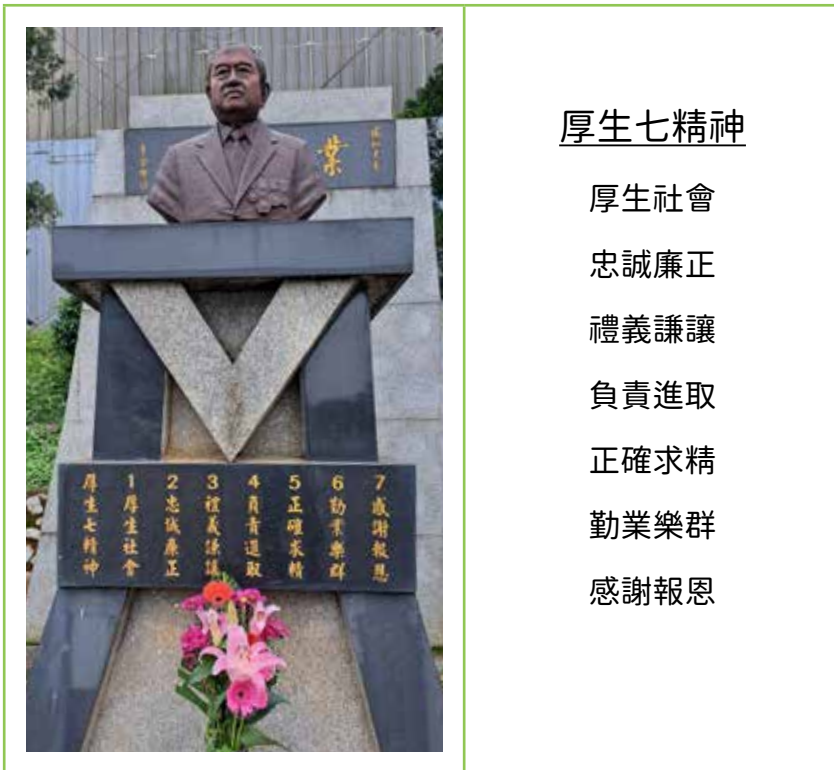 業
厚生七精神
1厚生社會
2忠誠廉正
3禮義謙讓
4負責進取
5正確求精
6勤業樂群
7感謝報恩
厚生七精神
厚生社會
忠誠廉正
禮義謙讓
負責進取
正確求精
勤業樂群
感謝報恩